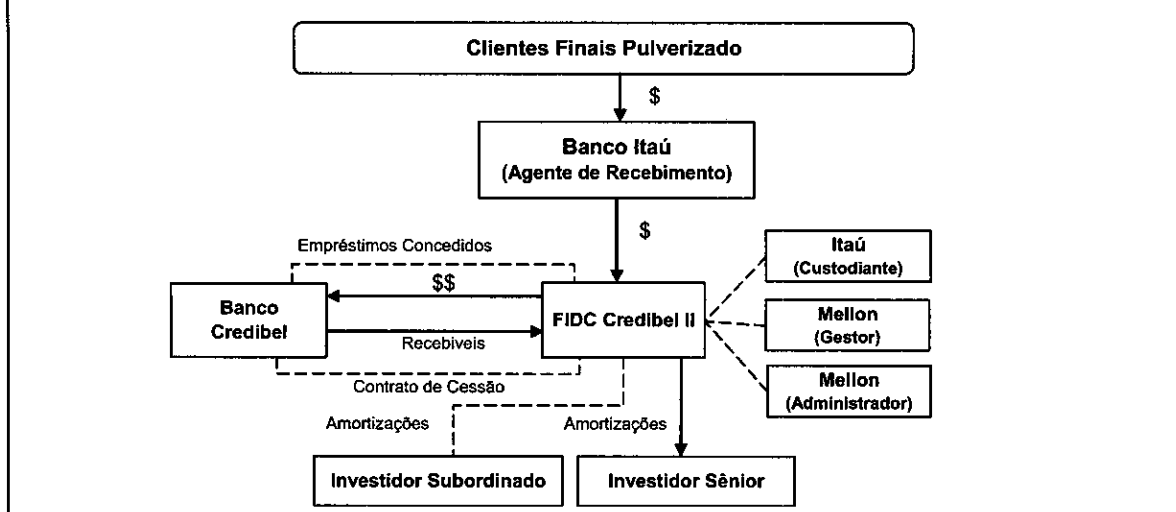 Clientes Finais Pulverizado
$
Banco Itaú
(Agente de Recebimento)
$
Empréstimos Concedidos
$$
Banco
Credibel
FIDC Credibel II
Recebiveis
Contrato de Cessão
Itaú
(Custodiante)
Mellon
(Gestor)
Mellon
(Administrador)
Amortizações
Amortizações
Investidor Subordinado
Investidor Sênior